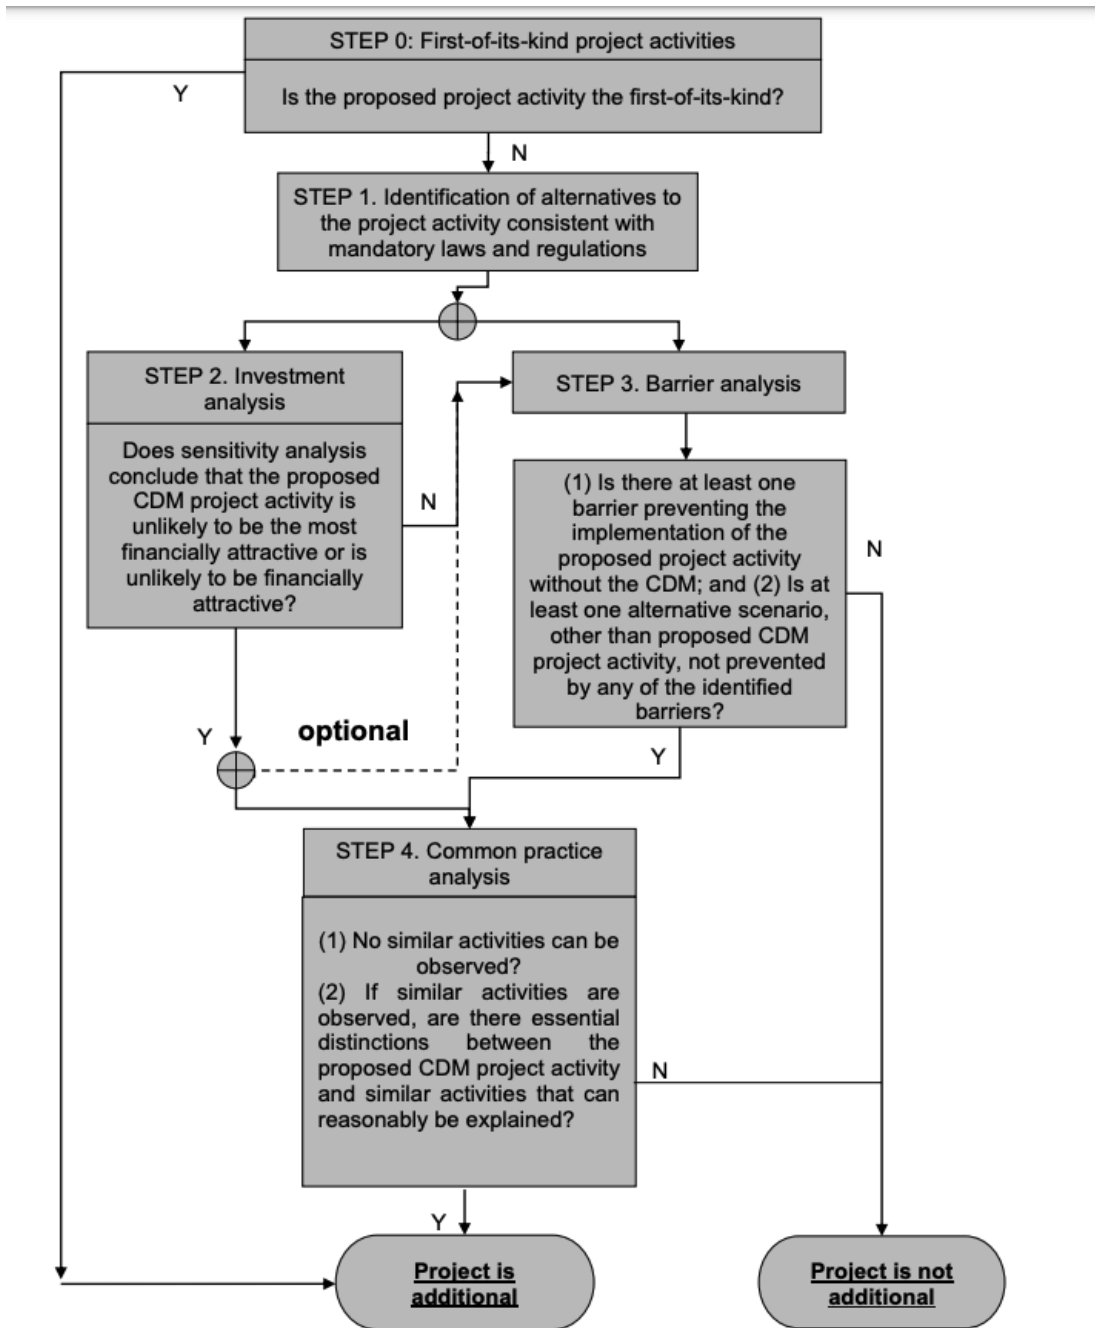 STEP 0: First-of-its-kind project activities
Y
Is the proposed project activity the first-of-its-kind?
N
STEP 1. Identification of alternatives to
the project activity consistent with
mandatory laws and regulations
STEP 2. Investment
analysis
Does sensitivity analysis
conclude that the proposed
CDM project activity is
unlikely to be the most
financially attractive or is
unlikely to be financially
attractive?
N
STEP 3. Barrier analysis
(1) Is there at least one
barrier preventing the
implementation of the
proposed project activity
without the CDM; and (2) Is at
least one alternative scenario,
other than proposed CDM
project activity, not prevented
by any of the identified
barriers?
N
Y
optional
Y
STEP 4. Common practice
analysis
(1) No similar activities can be
observed?
(2) If similar activities are
observed, are there essential
distinctions between the
proposed CDM project activity
and similar activities that can
reasonably be explained?
N
Y
Project is
additional
Project is not
additional